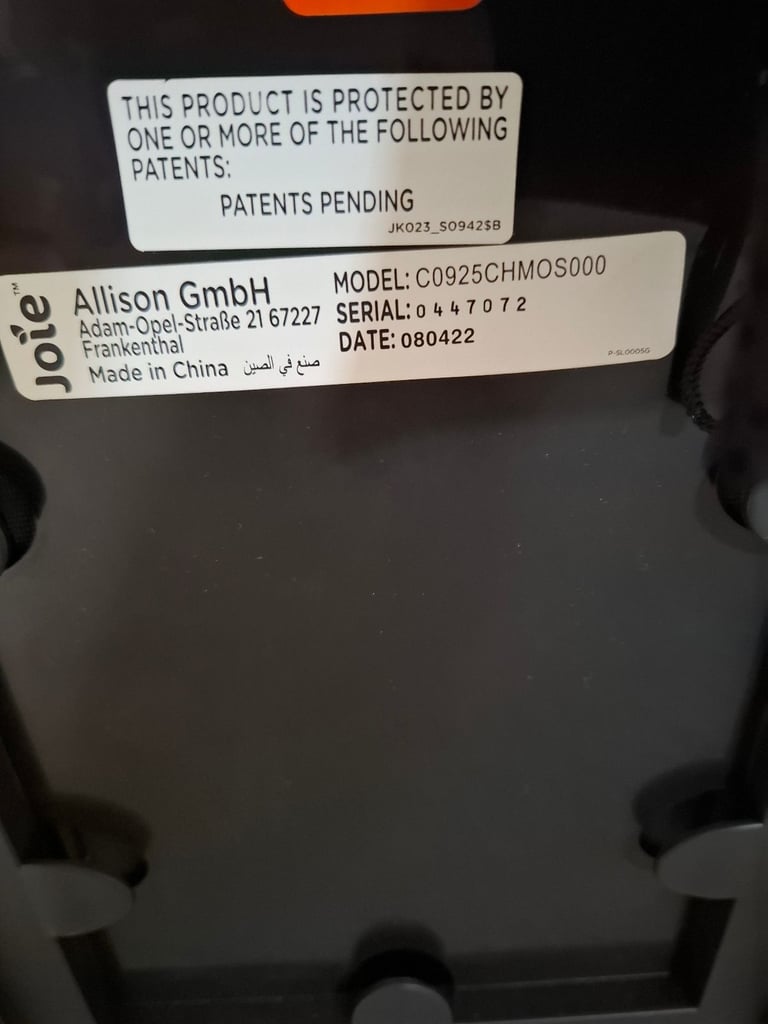 THIS PRODUCT IS PROTECTED BY
ONE OR MORE OF THE FOLLOWING
PATENTS:
PATENTS PENDING
JK023_S0942$B
Joie™
Allison GmbH
Adam-Opel-Straße 21 67227
Frankenthal
Made in China صنع في الصين
MODEL: C0925CHMOS000
SERIAL: 0447072
DATE: 080422
P-SL0005G